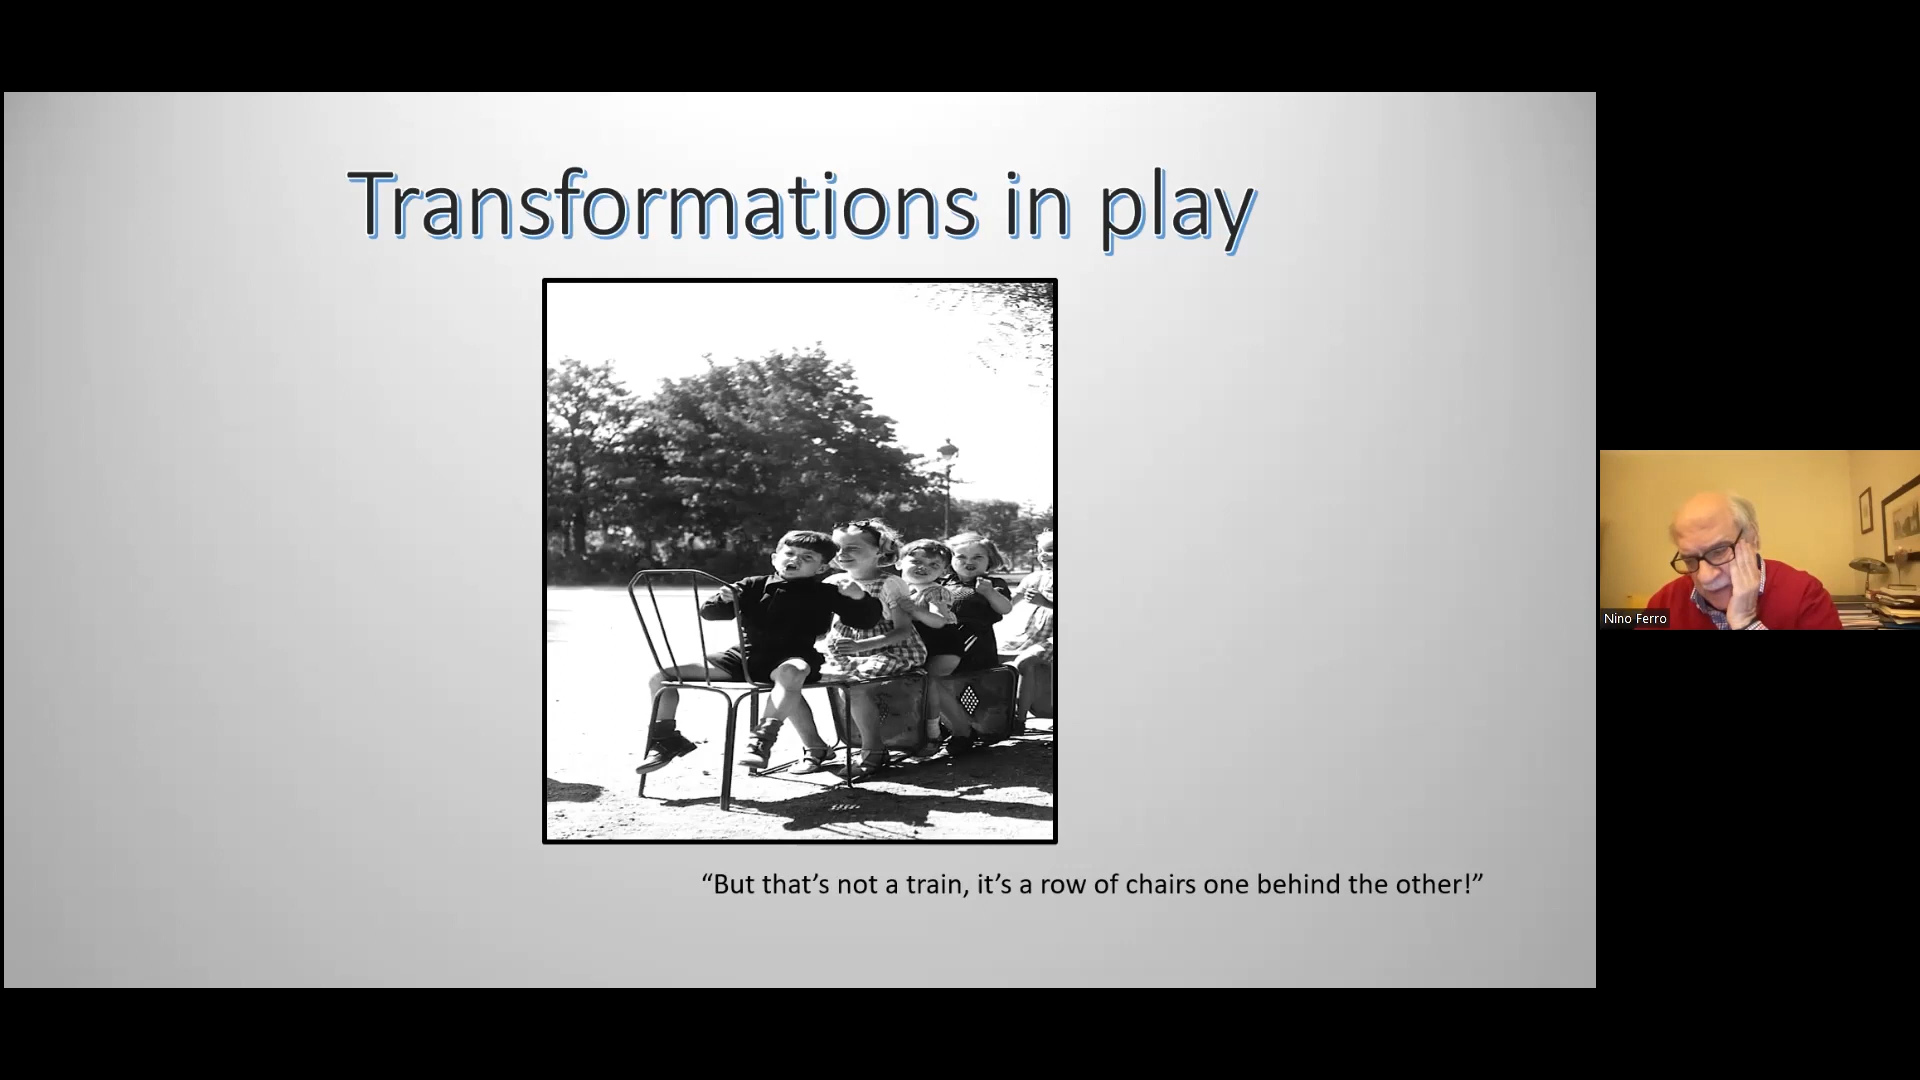 Transformations in play
“But that’s not a train, it’s a row of chairs one behind the other!”
Nino Ferro